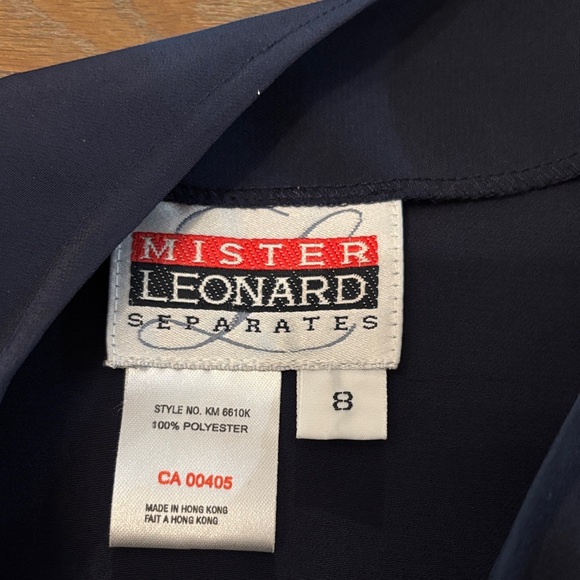 MISTER
LEONARD
SEPARATES
8
STYLE NO. KM 6610K
100% POLYESTER
CA 00405
MADE IN HONG KONG
FAIT A HONG KONG